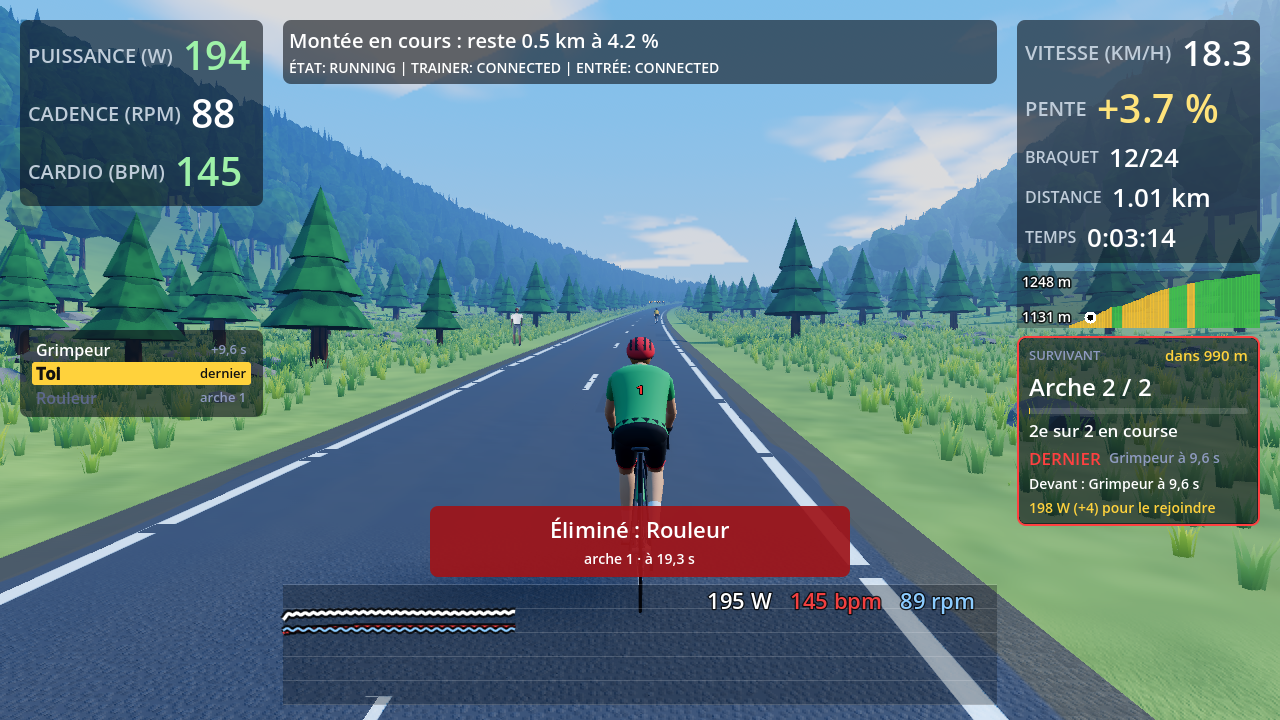 PUISSANCE (W) 194
CADENCE (RPM) 88
CARDIO (BPM) 145
Montée en cours : reste 0.5 km à 4.2 %
ÉTAT: RUNNING | TRAINER: CONNECTED | ENTRÉE: CONNECTED
VITESSE (KM/H) 18.3
PENTE +3.7 %
BRAQUET 12/24
DISTANCE 1.01 km
TEMPS 0:03:14
1248 m
1131 m
Grimpeur +9,6 s
Toi dernier
Rouleur arche 1
SURVIVANT dans 990 m
Arche 2 / 2
2e sur 2 en course
DERNIER Grimpeur à 9,6 s
Devant : Grimpeur à 9,6 s
198 W (+4) pour le rejoindre
1
Éliminé : Rouleur
arche 1 · à 19,3 s
195 W 145 bpm 89 rpm